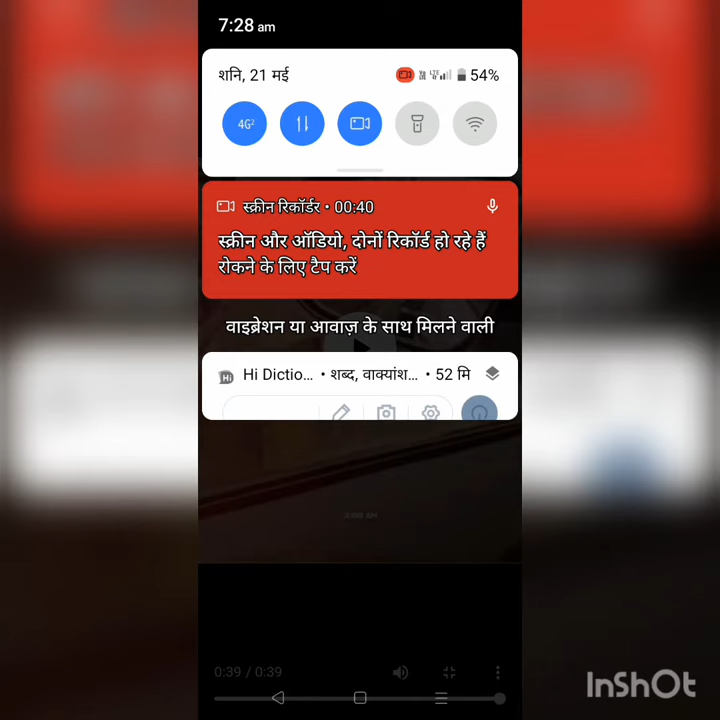 7:28 am
शनि, 21 मई
54%
4G²
स्क्रीन रिकॉर्डर • 00:40
स्क्रीन और ऑडियो, दोनों रिकॉर्ड हो रहे हैं
रोकने के लिए टैप करें
वाइब्रेशन या आवाज़ के साथ मिलने वाली
Hi Dictio... • शब्द, वाक्यांश... • 52 मि
0:39 / 0:39
InShOt